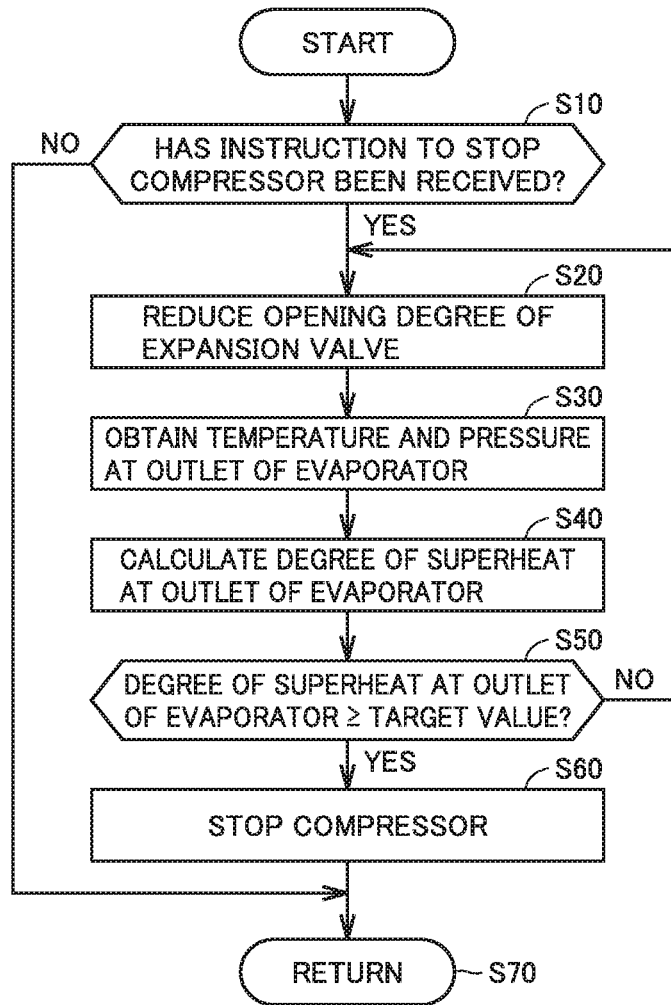 START
S10
NO
HAS INSTRUCTION TO STOP
COMPRESSOR BEEN RECEIVED?
YES
S20
REDUCE OPENING DEGREE OF
EXPANSION VALVE
S30
OBTAIN TEMPERATURE AND PRESSURE
AT OUTLET OF EVAPORATOR
S40
CALCULATE DEGREE OF SUPERHEAT
AT OUTLET OF EVAPORATOR
S50
DEGREE OF SUPERHEAT AT OUTLET
OF EVAPORATOR ≥ TARGET VALUE?
NO
YES
S60
STOP COMPRESSOR
RETURN
S70